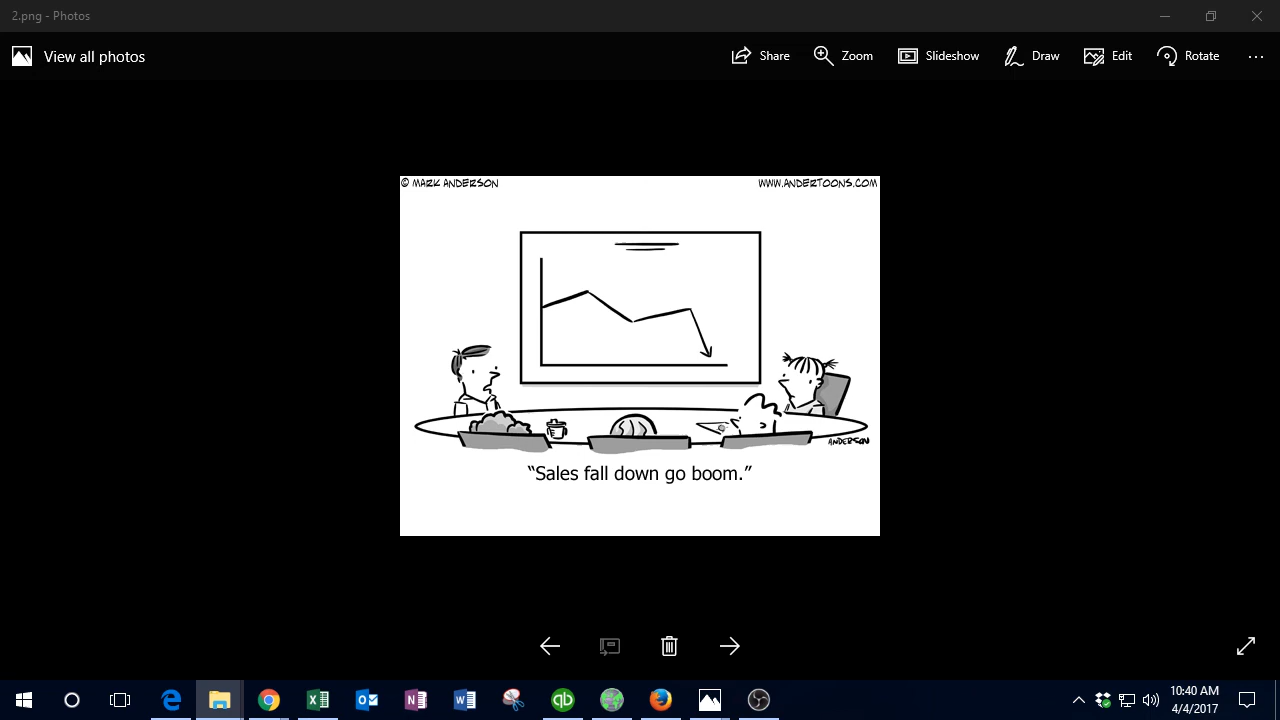 2.png - Photos
View all photos
Share
Zoom
Slideshow
Draw
Edit
Rotate
© MARK ANDERSON
WWW.ANDERTOONS.COM
ANDERSON
“Sales fall down go boom.”
10:40 AM
4/4/2017